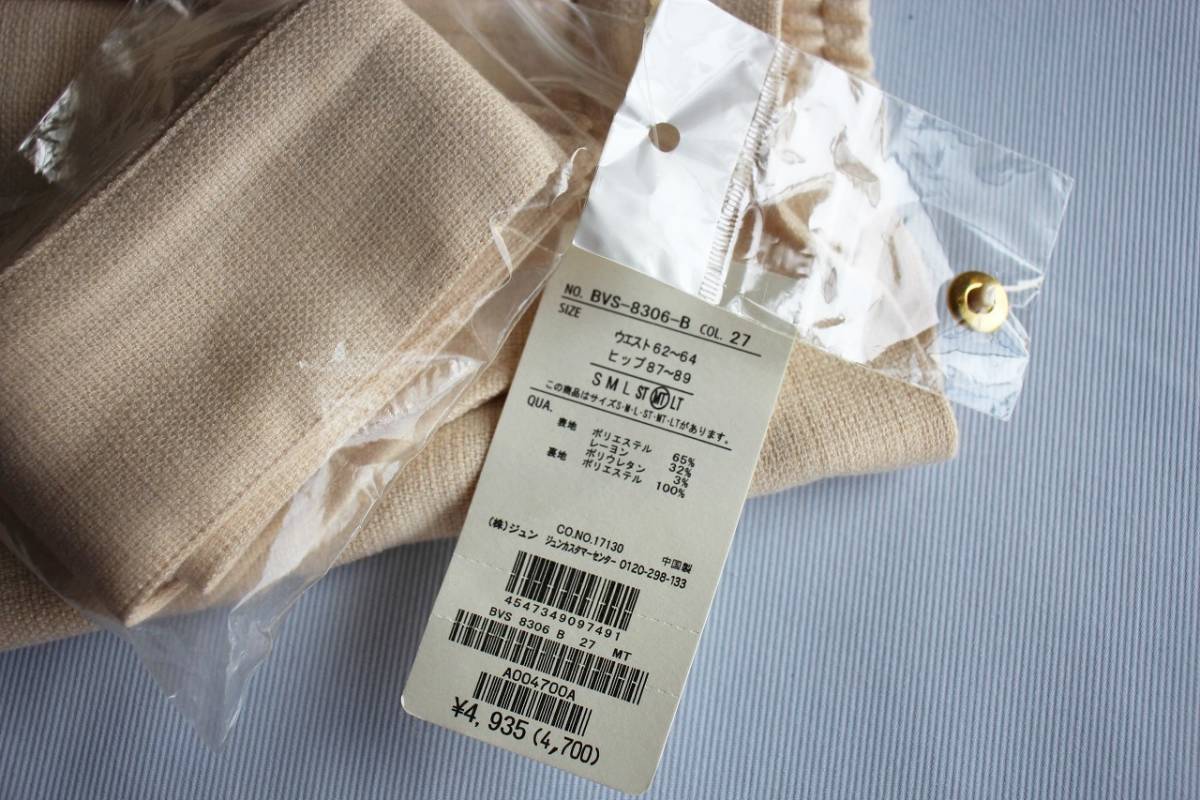 NO. BVS-8306-B COL. 27
SIZE
ウエスト62~64
ヒップ87~89
S M L ST MT LT
この商品はサイズS·M·L·ST·MT·LTがあります。
QUA.
表地 ポリエステル 65%
レーヨン 32%
ポリウレタン 3%
裏地 ポリエステル 100%
CO.NO.17130 中国製
(株)ジュン ジュンカスタマーセンター 0120-298-133
4547349097491
BVS 8306 B 27 MT
A004700A
¥4,935(4,700)